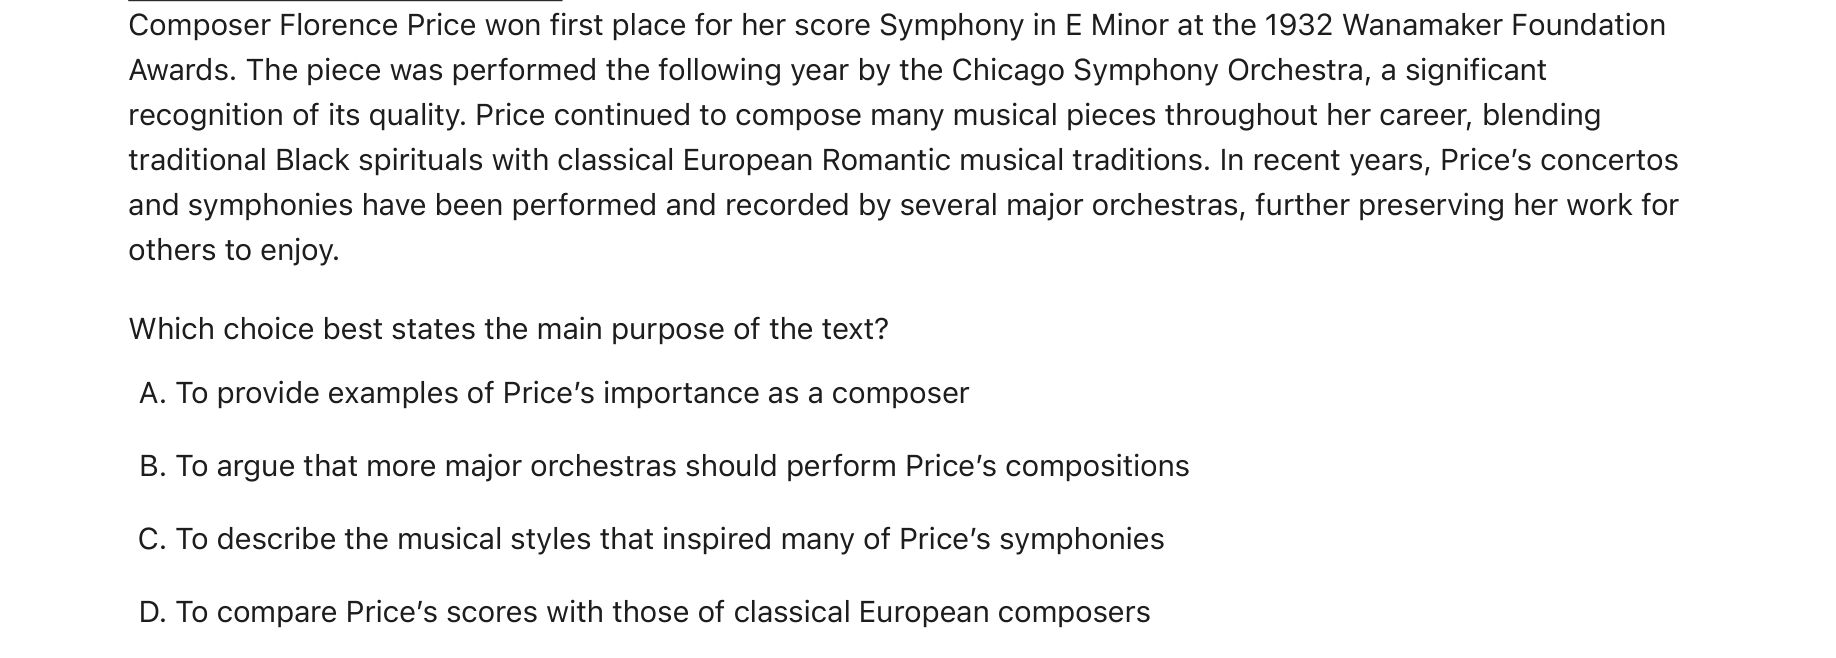 Composer Florence Price won first place for her score Symphony in E Minor at the 1932 Wanamaker Foundation
Awards. The piece was performed the following year by the Chicago Symphony Orchestra, a significant
recognition of its quality. Price continued to compose many musical pieces throughout her career, blending
traditional Black spirituals with classical European Romantic musical traditions. In recent years, Price’s concertos
and symphonies have been performed and recorded by several major orchestras, further preserving her work for
others to enjoy.
Which choice best states the main purpose of the text?
A. To provide examples of Price’s importance as a composer
B. To argue that more major orchestras should perform Price’s compositions
C. To describe the musical styles that inspired many of Price’s symphonies
D. To compare Price’s scores with those of classical European composers